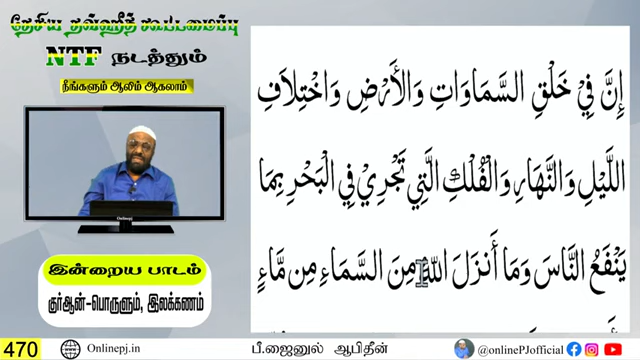 தேசிய தவ்ஹீத் கூட்டமைப்பு
NTF நடத்தும்
நீங்களும் ஆலிம் ஆகலாம்
Onlinepj
இன்றைய பாடம்
குர்ஆன்-பொருளும், இலக்கணம்
إِنَّ فِيْ خَلْقِ السَّمَاوَاتِ وَالْأَرْضِ وَاخْتِلَافِ
اللَّيْلِ وَالنَّهَارِ وَالْفُلْكِ الَّتِي تَجْرِيْ فِي الْبَحْرِ بِمَا
يَنْفَعُ النَّاسَ وَمَا أَنزَلَ اللَّهُ مِنَ السَّمَاءِ مِن مَّاءٍ
470 Onlinepj.in பீ.ஜைனுல் ஆபிதீன் @onlinePJofficial